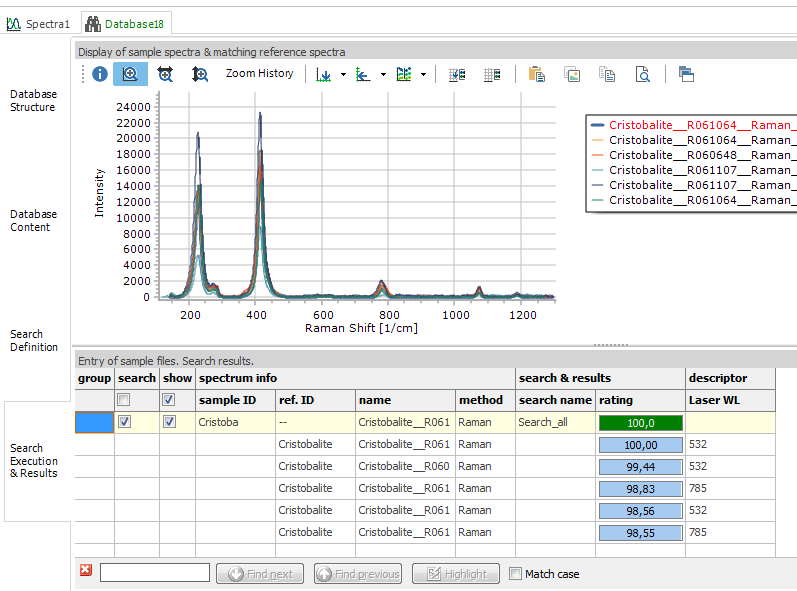 Spectra1 Database18
Display of sample spectra & matching reference spectra
Zoom History
Database
Structure
Database
Content
Search
Definition
Search
Execution
& Results
Intensity
24000
22000
20000
18000
16000
14000
12000
10000
8000
6000
4000
2000
0
200 400 600 800 1000 1200
Raman Shift [1/cm]
Cristobalite__R061064__Raman_
Cristobalite__R061064__Raman_
Cristobalite__R060648__Raman_
Cristobalite__R061107__Raman_
Cristobalite__R061107__Raman_
Cristobalite__R061064__Raman_
Entry of sample files. Search results.
group search show spectrum info search & results descriptor
sample ID ref. ID name method search name rating Laser WL
Cristoba -- Cristobalite__R061 Raman Search_all 100,0
Cristobalite Cristobalite__R061 Raman 100,00 532
Cristobalite Cristobalite__R060 Raman 99,44 532
Cristobalite Cristobalite__R061 Raman 98,83 785
Cristobalite Cristobalite__R061 Raman 98,56 532
Cristobalite Cristobalite__R061 Raman 98,55 785
Find next Find previous Highlight Match case